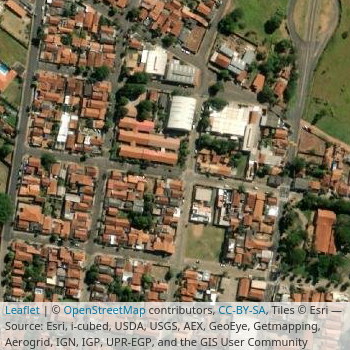 Leaflet | © OpenStreetMap contributors, CC-BY-SA, Tiles © Esri —
Source: Esri, i-cubed, USDA, USGS, AEX, GeoEye, Getmapping,
Aerogrid, IGN, IGP, UPR-EGP, and the GIS User Community